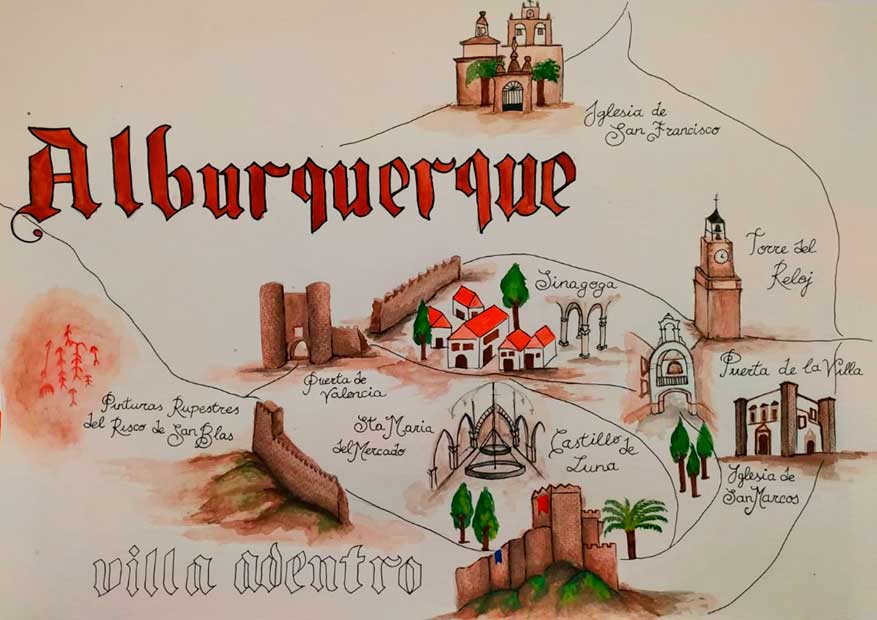 Iglesia de
San Francisco
Alburquerque
Torre del
Reloj
Sinagoga
Puerta de la Villa
Puerta de
Valencia
Pinturas Rupestres
del Risco de San Blas
Sta Maria
del Mercado
Castillo de
Luna
Iglesia de
San Marcos
villa adentro